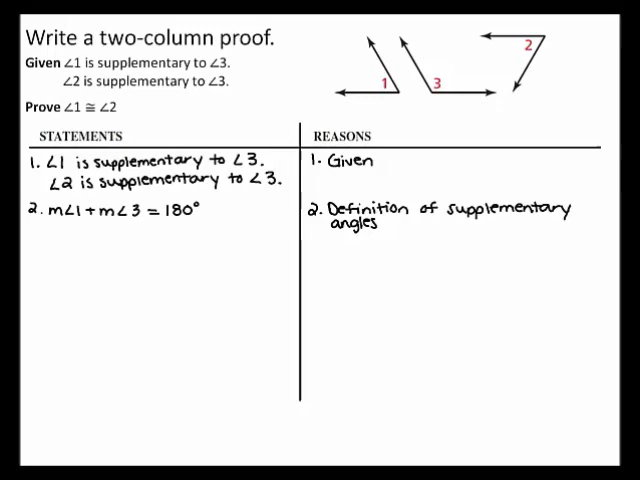 Write a two-column proof.
Given ∠1 is supplementary to ∠3.
∠2 is supplementary to ∠3.
Prove ∠1 ≅ ∠2
1
3
2
STATEMENTS
REASONS
1. ∠1 is supplementary to ∠3.
∠2 is supplementary to ∠3.
1. Given
2. m∠1 + m∠3 = 180°
2. Definition of supplementary
angles